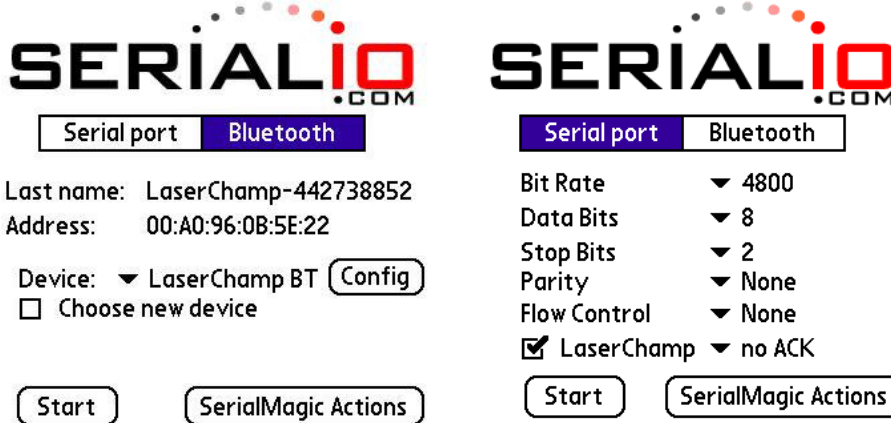 SERIALIO
.COM
Serial port Bluetooth
Last name: LaserChamp-442738852
Address: 00:A0:96:0B:5E:22
Device: LaserChamp BT Config
Choose new device
Start SerialMagic Actions
SERIALIO
.COM
Serial port Bluetooth
Bit Rate 4800
Data Bits 8
Stop Bits 2
Parity None
Flow Control None
LaserChamp no ACK
Start SerialMagic Actions